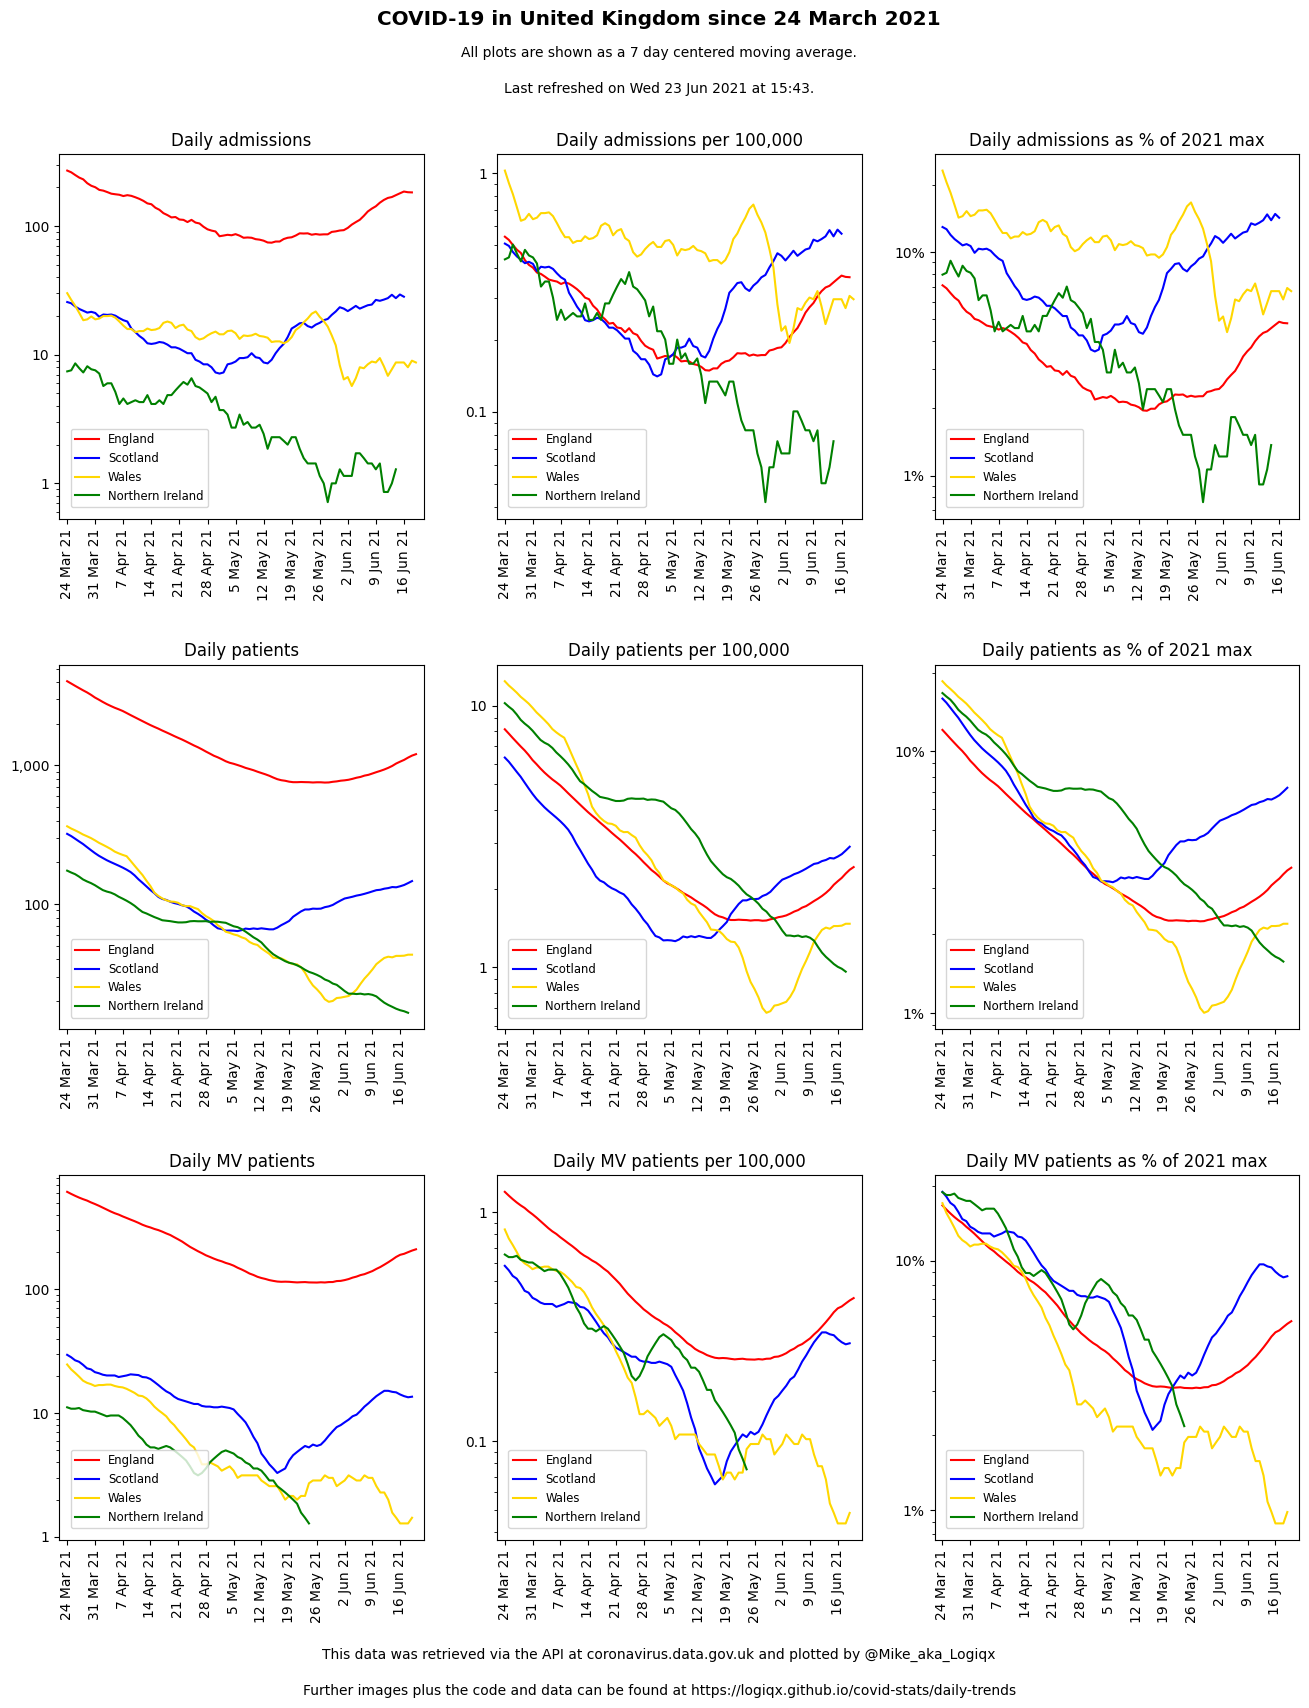 COVID-19 in United Kingdom since 24 March 2021
All plots are shown as a 7 day centered moving average.
Last refreshed on Wed 23 Jun 2021 at 15:43.
Daily admissions
100
10
1
England
Scotland
Wales
Northern Ireland
24 Mar 21
31 Mar 21
7 Apr 21
14 Apr 21
21 Apr 21
28 Apr 21
5 May 21
12 May 21
19 May 21
26 May 21
2 Jun 21
9 Jun 21
16 Jun 21
Daily admissions per 100,000
1
0.1
England
Scotland
Wales
Northern Ireland
24 Mar 21
31 Mar 21
7 Apr 21
14 Apr 21
21 Apr 21
28 Apr 21
5 May 21
12 May 21
19 May 21
26 May 21
2 Jun 21
9 Jun 21
16 Jun 21
Daily admissions as % of 2021 max
10%
1%
England
Scotland
Wales
Northern Ireland
24 Mar 21
31 Mar 21
7 Apr 21
14 Apr 21
21 Apr 21
28 Apr 21
5 May 21
12 May 21
19 May 21
26 May 21
2 Jun 21
9 Jun 21
16 Jun 21
Daily patients
1,000
100
England
Scotland
Wales
Northern Ireland
24 Mar 21
31 Mar 21
7 Apr 21
14 Apr 21
21 Apr 21
28 Apr 21
5 May 21
12 May 21
19 May 21
26 May 21
2 Jun 21
9 Jun 21
16 Jun 21
Daily patients per 100,000
10
1
England
Scotland
Wales
Northern Ireland
24 Mar 21
31 Mar 21
7 Apr 21
14 Apr 21
21 Apr 21
28 Apr 21
5 May 21
12 May 21
19 May 21
26 May 21
2 Jun 21
9 Jun 21
16 Jun 21
Daily patients as % of 2021 max
10%
1%
England
Scotland
Wales
Northern Ireland
24 Mar 21
31 Mar 21
7 Apr 21
14 Apr 21
21 Apr 21
28 Apr 21
5 May 21
12 May 21
19 May 21
26 May 21
2 Jun 21
9 Jun 21
16 Jun 21
Daily MV patients
100
10
1
England
Scotland
Wales
Northern Ireland
24 Mar 21
31 Mar 21
7 Apr 21
14 Apr 21
21 Apr 21
28 Apr 21
5 May 21
12 May 21
19 May 21
26 May 21
2 Jun 21
9 Jun 21
16 Jun 21
Daily MV patients per 100,000
1
0.1
England
Scotland
Wales
Northern Ireland
24 Mar 21
31 Mar 21
7 Apr 21
14 Apr 21
21 Apr 21
28 Apr 21
5 May 21
12 May 21
19 May 21
26 May 21
2 Jun 21
9 Jun 21
16 Jun 21
Daily MV patients as % of 2021 max
10%
1%
England
Scotland
Wales
Northern Ireland
24 Mar 21
31 Mar 21
7 Apr 21
14 Apr 21
21 Apr 21
28 Apr 21
5 May 21
12 May 21
19 May 21
26 May 21
2 Jun 21
9 Jun 21
16 Jun 21
This data was retrieved via the API at coronavirus.data.gov.uk and plotted by @Mike_aka_Logiqx
Further images plus the code and data can be found at https://logiqx.github.io/covid-stats/daily-trends